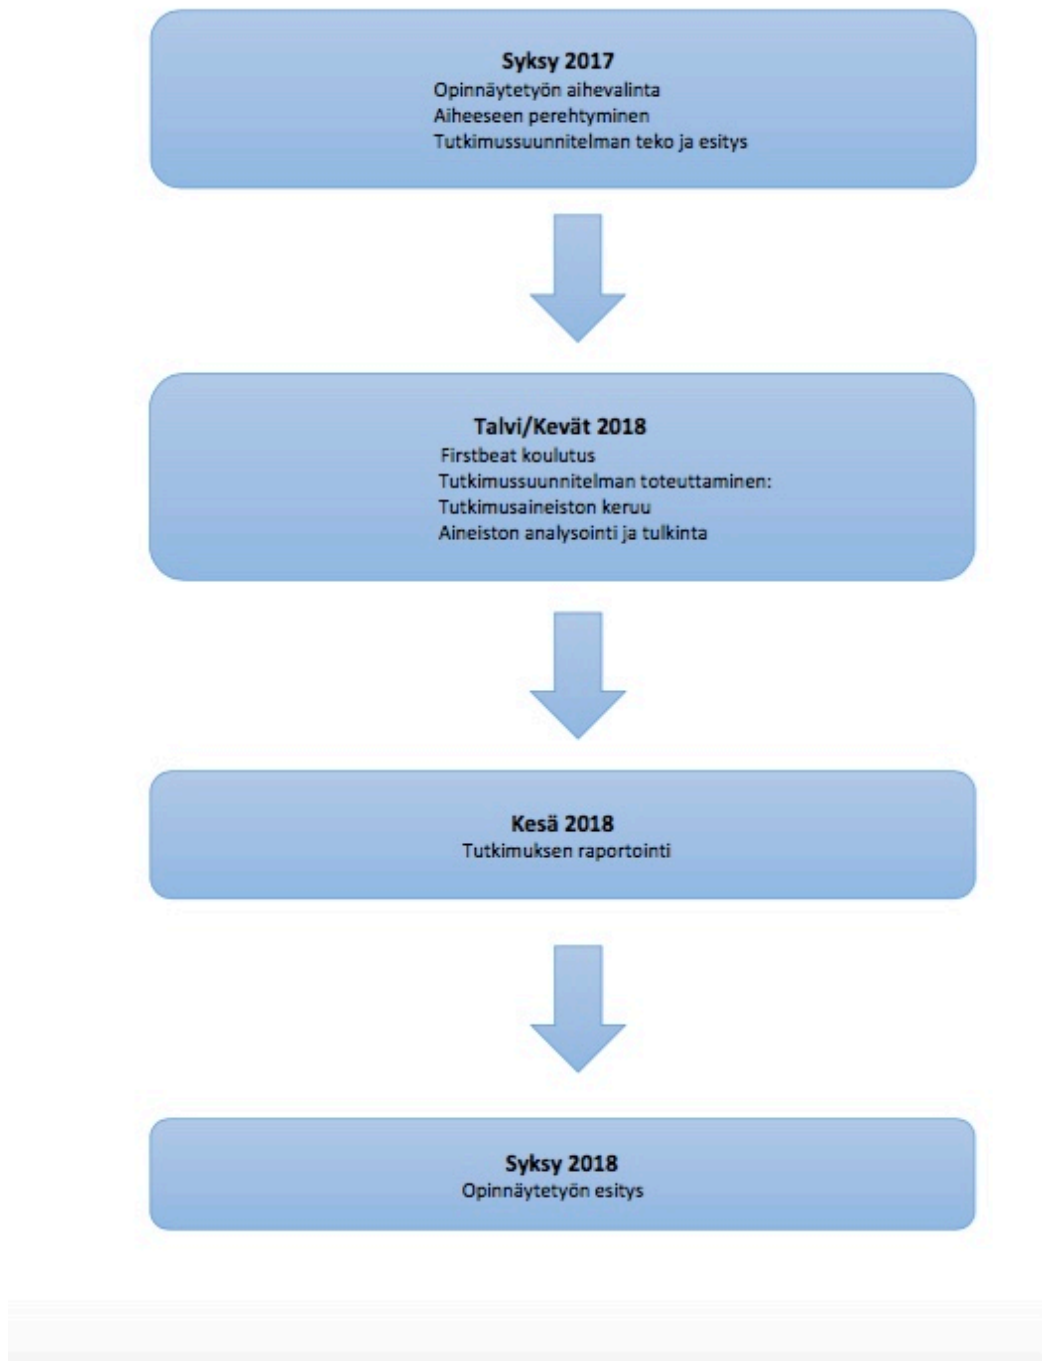 Syksy 2017
Opinnäytetyön aihevalinta
Aiheeseen perehtyminen
Tutkimussuunnitelman teko ja esitys
Talvi/Kevät 2018
Firstbeat koulutus
Tutkimussuunnitelman toteuttaminen:
Tutkimusaineiston keruu
Aineiston analysointi ja tulkinta
Kesä 2018
Tutkimuksen raportointi
Syksy 2018
Opinnäytetyön esitys